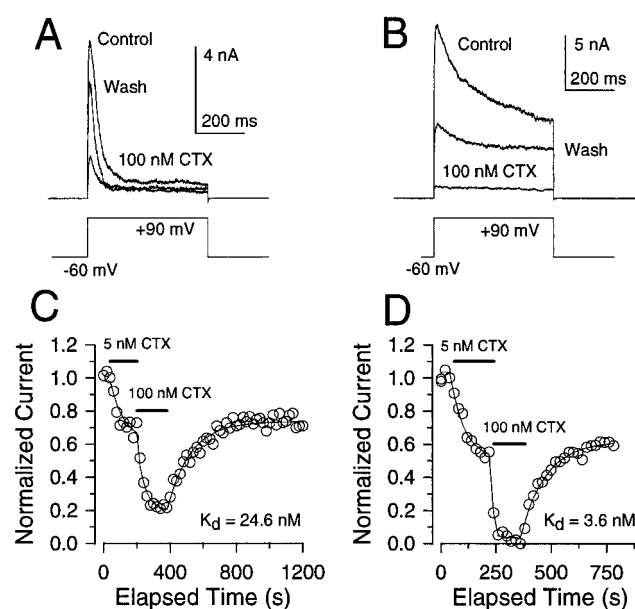 A
Control
Wash
100 nM CTX
4 nA
200 ms
+90 mV
-60 mV
B
Control
5 nA
200 ms
Wash
100 nM CTX
+90 mV
-60 mV
C
Normalized Current
1.2
1.0
0.8
0.6
0.4
0.2
0.0
5 nM CTX
100 nM CTX
Kd = 24.6 nM
0 400 800 1200
Elapsed Time (s)
D
Normalized Current
1.2
1.0
0.8
0.6
0.4
0.2
0.0
5 nM CTX
100 nM CTX
Kd = 3.6 nM
0 250 500 750
Elapsed Time (s)